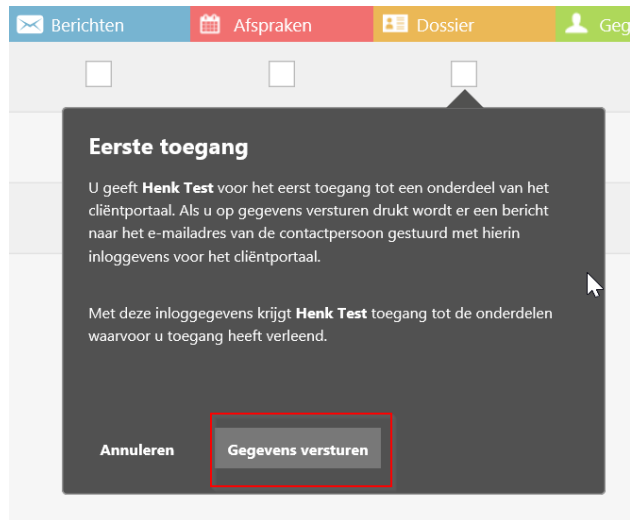 Berichten Afspraken Dossier Geg
Eerste toegang
U geeft Henk Test voor het eerst toegang tot een onderdeel van het
cliëntportaal. Als u op gegevens versturen drukt wordt er een bericht
naar het e-mailadres van de contactpersoon gestuurd met hierin
inloggevens voor het cliëntportaal.
Met deze inloggegevens krijgt Henk Test toegang tot de onderdelen
waarvoor u toegang heeft verleend.
Annuleren Gegevens versturen